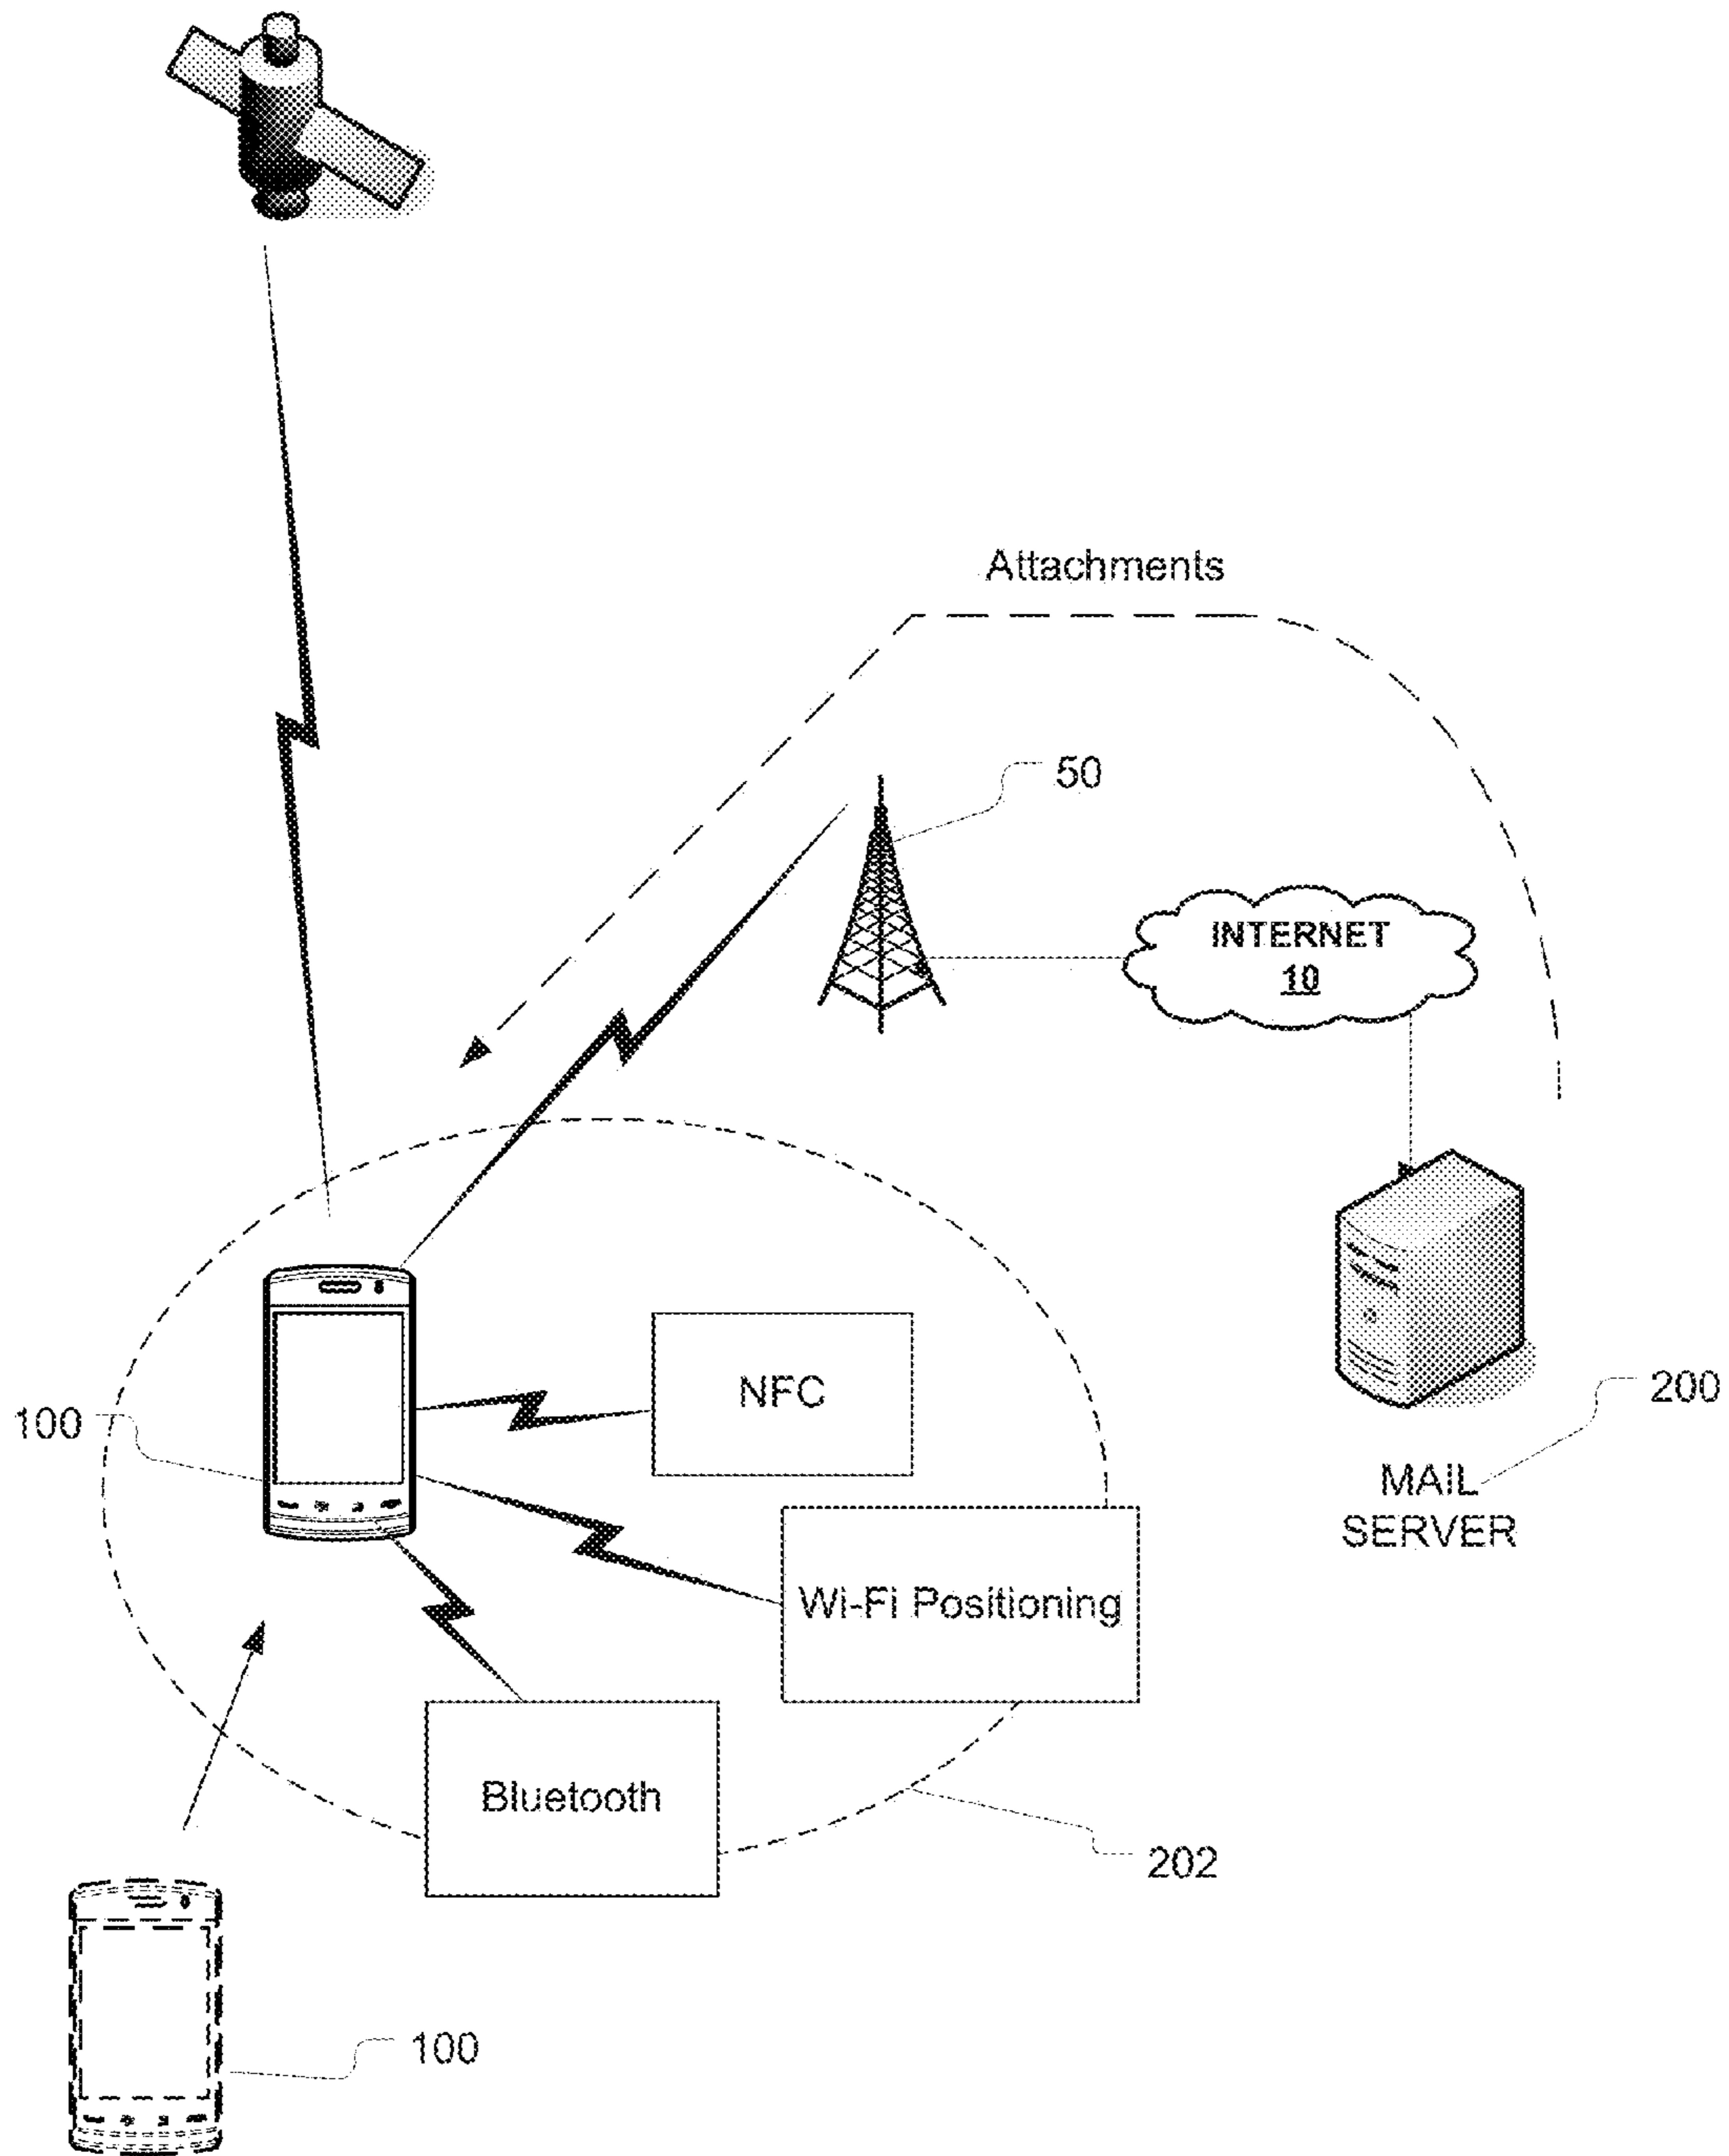 Attachments
50
INTERNET
10
200
100
NFC
MAIL
SERVER
Wi-Fi Positioning
Bluetooth
202
100